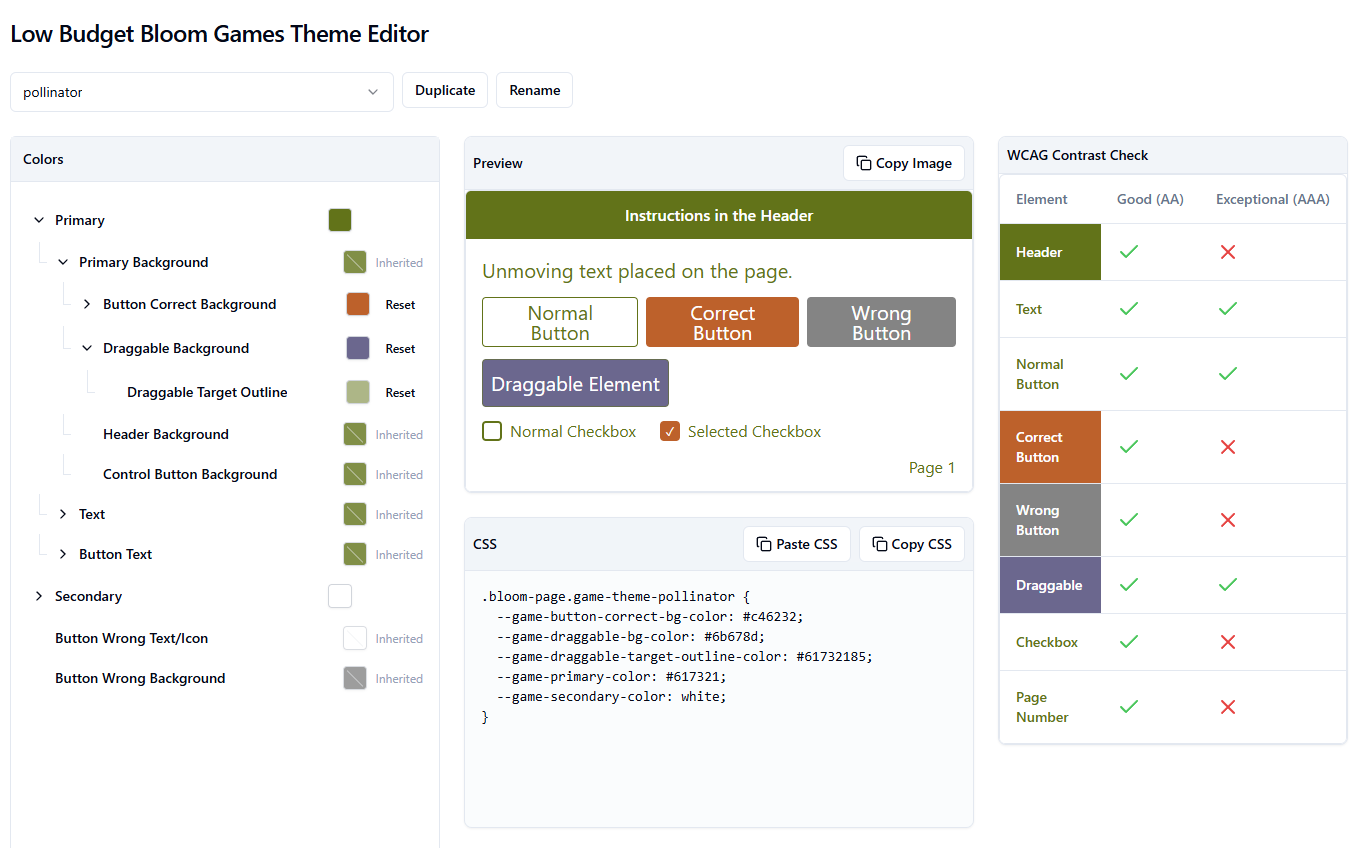 Low Budget Bloom Games Theme Editor
pollinator
Duplicate
Rename
Colors
Primary
Primary Background
Inherited
Button Correct Background
Reset
Draggable Background
Reset
Draggable Target Outline
Reset
Header Background
Inherited
Control Button Background
Inherited
Text
Inherited
Button Text
Inherited
Secondary
Button Wrong Text/Icon
Inherited
Button Wrong Background
Inherited
Preview
Copy Image
Instructions in the Header
Unmoving text placed on the page.
Normal
Button
Correct
Button
Wrong
Button
Draggable Element
Normal Checkbox
Selected Checkbox
Page 1
CSS
Paste CSS
Copy CSS
.bloom-page.game-theme-pollinator {
--game-button-correct-bg-color: #c46232;
--game-draggable-bg-color: #6b678d;
--game-draggable-target-outline-color: #61732185;
--game-primary-color: #617321;
--game-secondary-color: white;
}
WCAG Contrast Check
Element
Good (AA)
Exceptional (AAA)
Header
Text
Normal
Button
Correct
Button
Wrong
Button
Draggable
Checkbox
Page
Number